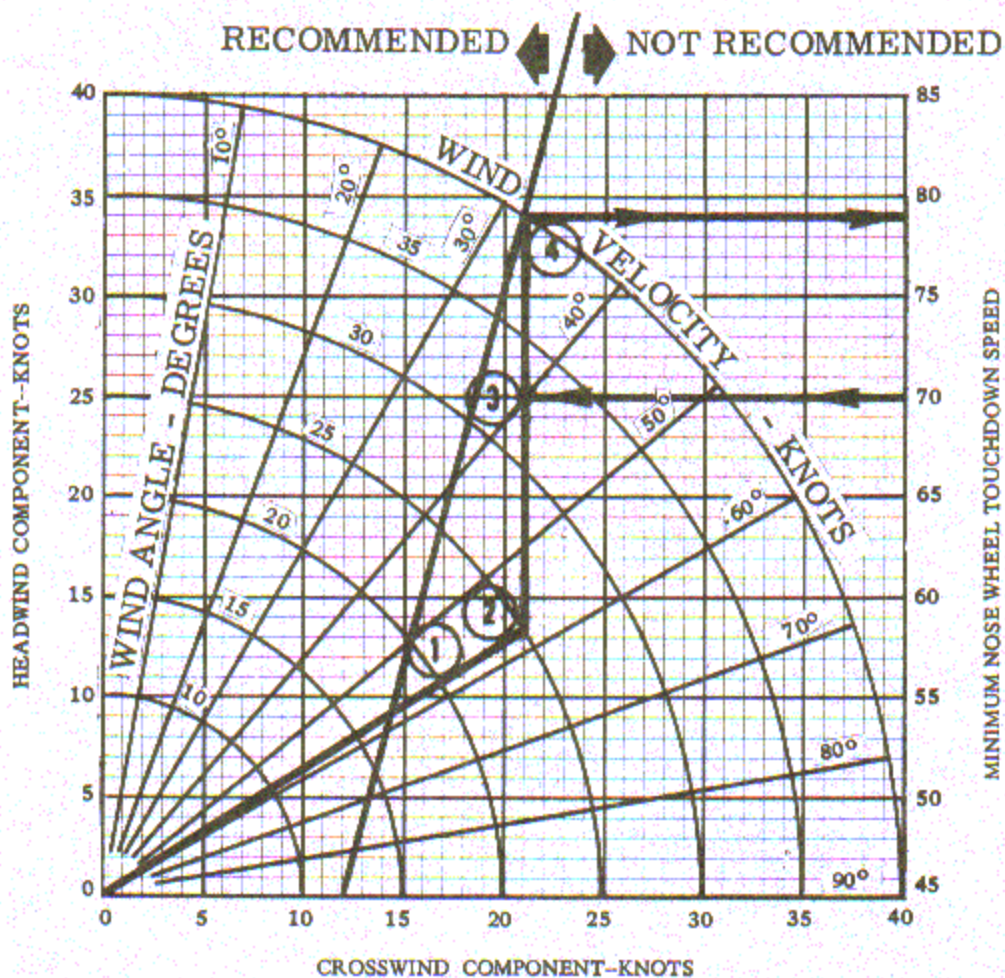 RECOMMENDED NOT RECOMMENDED
40 85
10°
WIND
20°
35 80
30°
35
VELOCITY
4
30 75
40°
30
3
25 70
50°
25
- KNOTS
20 65
60°
20
WIND ANGLE - DEGREES
15 60
2
15
70°
1
10 55
10
80°
5 50
0 90° 45
0 5 10 15 20 25 30 35 40
CROSSWIND COMPONENT--KNOTS
HEADWIND COMPONENT--KNOTS
MINIMUM NOSE WHEEL TOUCHDOWN SPEED